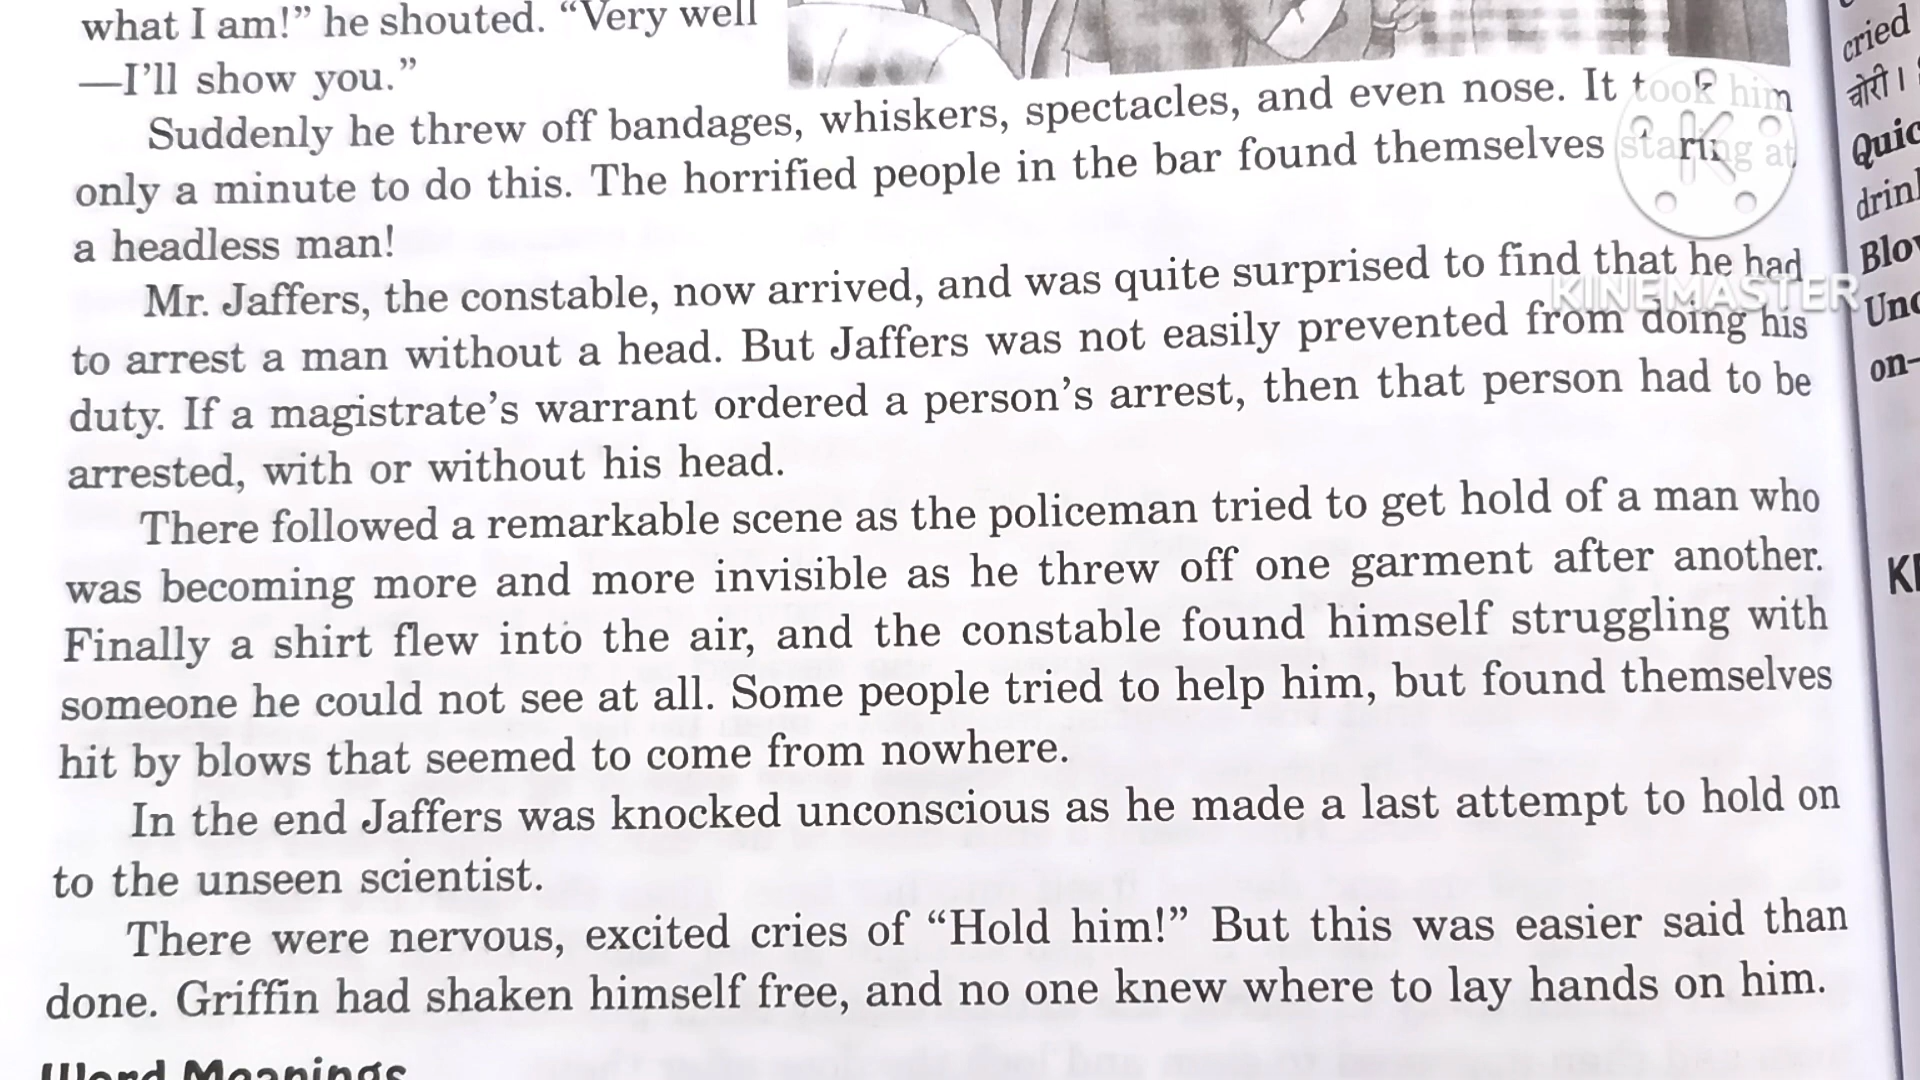 what I am!” he shouted. “Very well
—I’ll show you.”
Suddenly he threw off bandages, whiskers, spectacles, and even nose. It took him
only a minute to do this. The horrified people in the bar found themselves staring at
a headless man!
Mr. Jaffers, the constable, now arrived, and was quite surprised to find that he had
to arrest a man without a head. But Jaffers was not easily prevented from doing his
duty. If a magistrate’s warrant ordered a person’s arrest, then that person had to be
arrested, with or without his head.
There followed a remarkable scene as the policeman tried to get hold of a man who
was becoming more and more invisible as he threw off one garment after another.
Finally a shirt flew into the air, and the constable found himself struggling with
someone he could not see at all. Some people tried to help him, but found themselves
hit by blows that seemed to come from nowhere.
In the end Jaffers was knocked unconscious as he made a last attempt to hold on
to the unseen scientist.
There were nervous, excited cries of “Hold him!” But this was easier said than
done. Griffin had shaken himself free, and no one knew where to lay hands on him.
Word Meanings
KINEMASTER
cried
चोरी।
on-